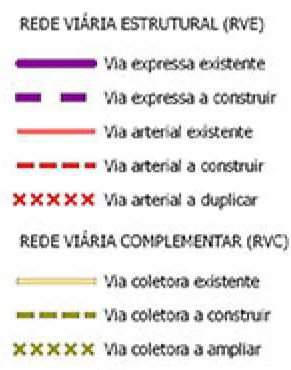 REDE VIÁRIA ESTRUTURAL (RVE)
Via expressa existente
Via expressa a construir
Via arterial existente
Via arterial a construir
Via arterial a duplicar
REDE VIÁRIA COMPLEMENTAR (RVC)
Via coletora existente
Via coletora a construir
Via coletora a ampliar